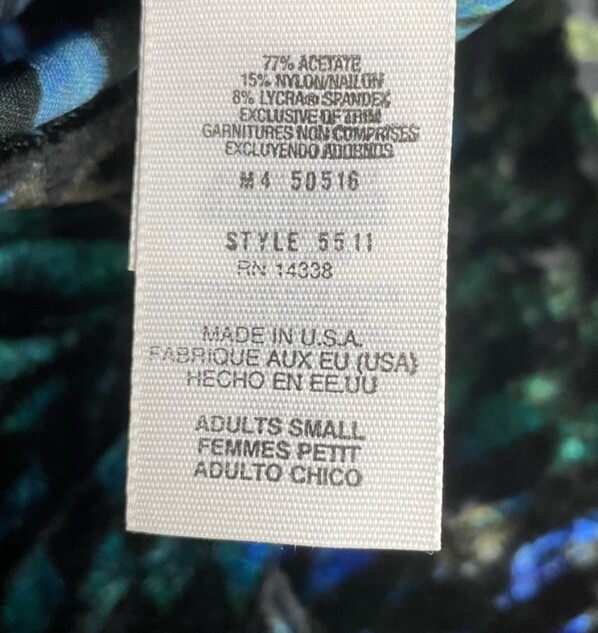 77% ACETATE
15% NYLON/NAILON
8% LYCRA® SPANDEX
EXCLUSIVE OF TRIM
GARNITURES NON COMPRISES
EXCLUYENDO ADORNOS
M4 50516
STYLE 5511
RN 14338
MADE IN U.S.A.
FABRIQUE AUX EU (USA)
HECHO EN EE.UU
ADULTS SMALL
FEMMES PETIT
ADULTO CHICO